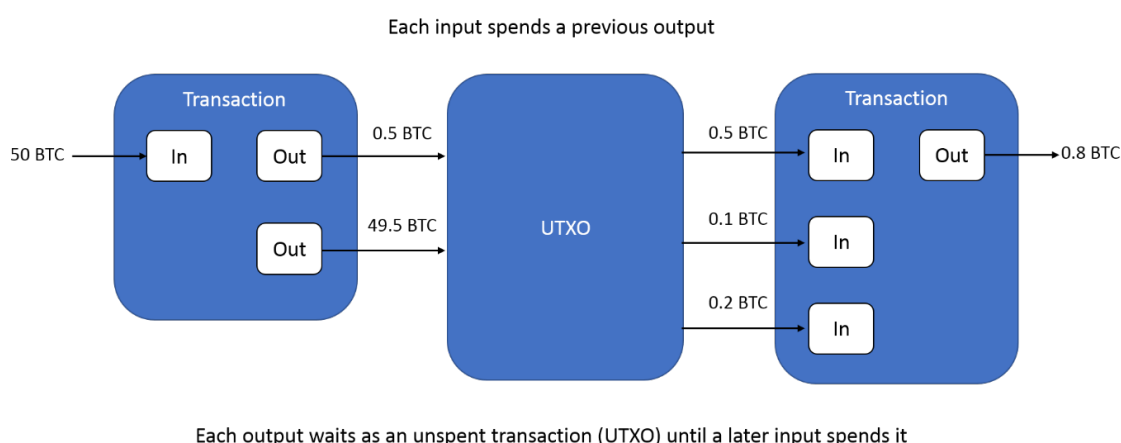 Each input spends a previous output
Transaction
Transaction
50 BTC
In
Out
0.5 BTC
0.5 BTC
In
Out
0.8 BTC
Out
49.5 BTC
UTXO
0.1 BTC
In
0.2 BTC
In
Each output waits as an unspent transaction (UTXO) until a later input spends it